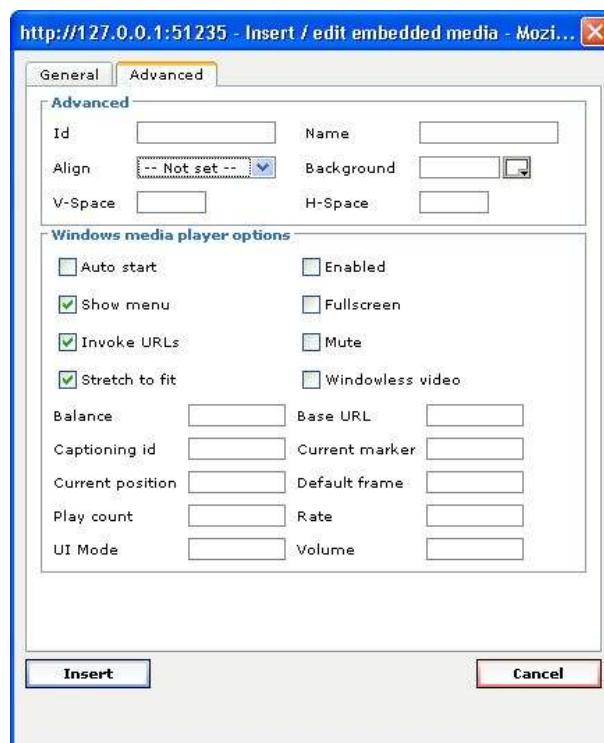 http://127.0.0.1:51235 - Insert / edit embedded media - Mozi...
General Advanced
Advanced
Id Name
Align -- Not set -- Background
V-Space H-Space
Windows media player options
Auto start Enabled
Show menu Fullscreen
Invoke URLs Mute
Stretch to fit Windowless video
Balance Base URL
Captioning id Current marker
Current position Default frame
Play count Rate
UI Mode Volume
Insert Cancel